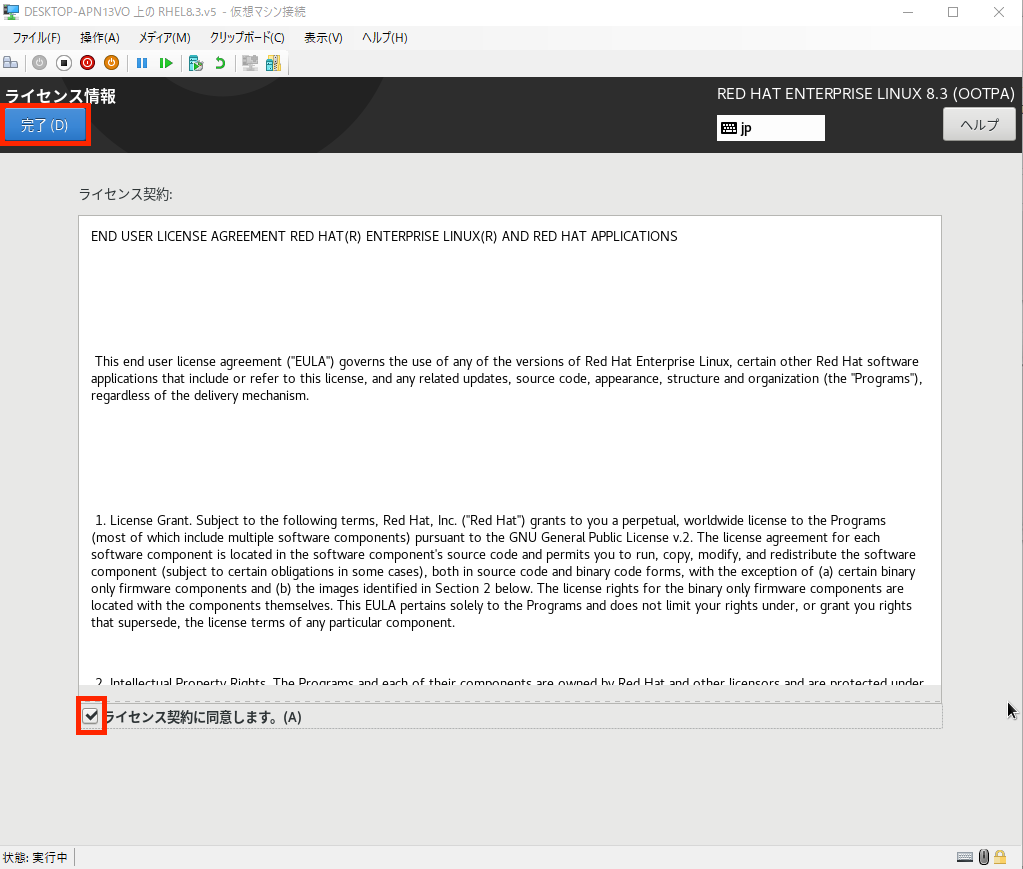 DESKTOP-APN13VO 上の RHEL8.3.v5 - 仮想マシン接続
ファイル(F) 操作(A) メディア(M) クリップボード(C) 表示(V) ヘルプ(H)
ライセンス情報
RED HAT ENTERPRISE LINUX 8.3 (OOTPA)
完了 (D)
jp
ヘルプ
ライセンス契約:
END USER LICENSE AGREEMENT RED HAT(R) ENTERPRISE LINUX(R) AND RED HAT APPLICATIONS
This end user license agreement ("EULA") governs the use of any of the versions of Red Hat Enterprise Linux, certain other Red Hat software
applications that include or refer to this license, and any related updates, source code, appearance, structure and organization (the "Programs"),
regardless of the delivery mechanism.
1. License Grant. Subject to the following terms, Red Hat, Inc. ("Red Hat") grants to you a perpetual, worldwide license to the Programs
(most of which include multiple software components) pursuant to the GNU General Public License v.2. The license agreement for each
software component is located in the software component's source code and permits you to run, copy, modify, and redistribute the software
component (subject to certain obligations in some cases), both in source code and binary code forms, with the exception of (a) certain binary
only firmware components and (b) the images identified in Section 2 below. The license rights for the binary only firmware components are
located with the components themselves. This EULA pertains solely to the Programs and does not limit your rights under, or grant you rights
that supersede, the license terms of any particular component.
2. Intellectual Property Rights. The Programs and each of their components are owned by Red Hat and other licensors and are protected under
ライセンス契約に同意します。(A)
状態: 実行中